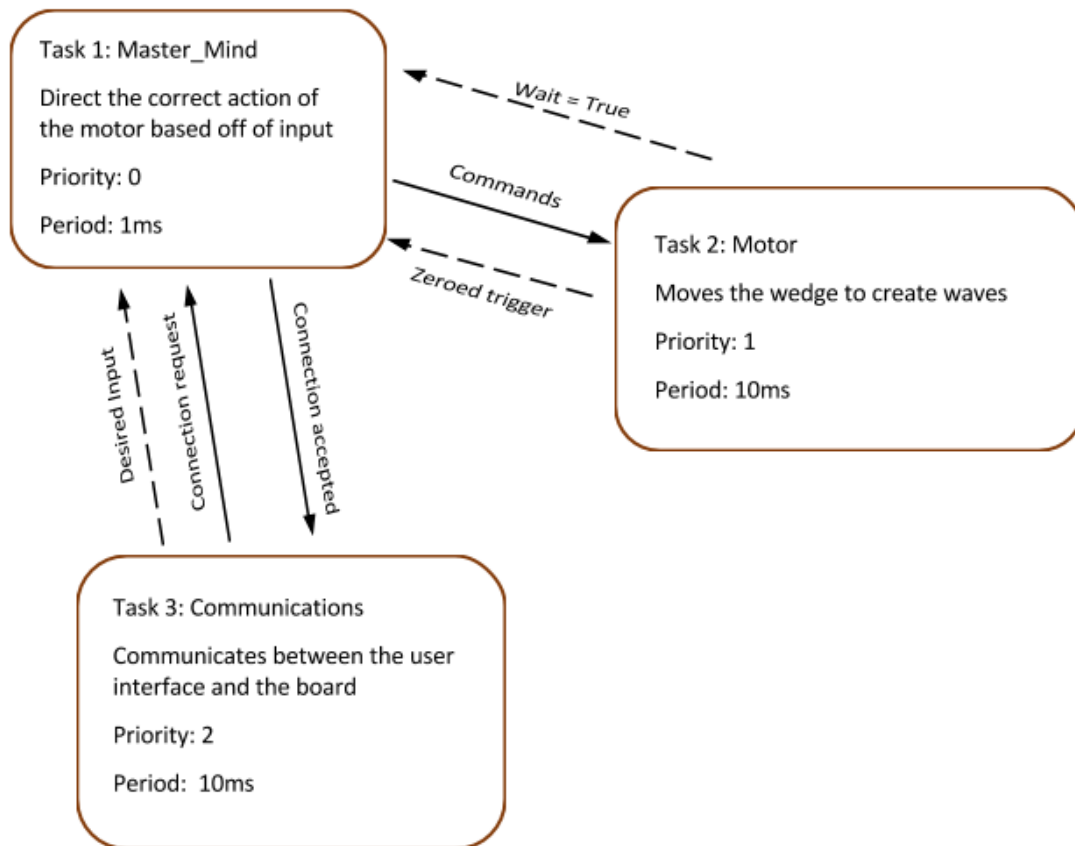 Task 1: Master_Mind
Direct the correct action of
the motor based off of input
Priority: 0
Period: 1ms
Wait = True
Commands
Zeroed trigger
Task 2: Motor
Moves the wedge to create waves
Priority: 1
Period: 10ms
Desired Input
Connection request
Connection accepted
Task 3: Communications
Communicates between the user
interface and the board
Priority: 2
Period:  10ms